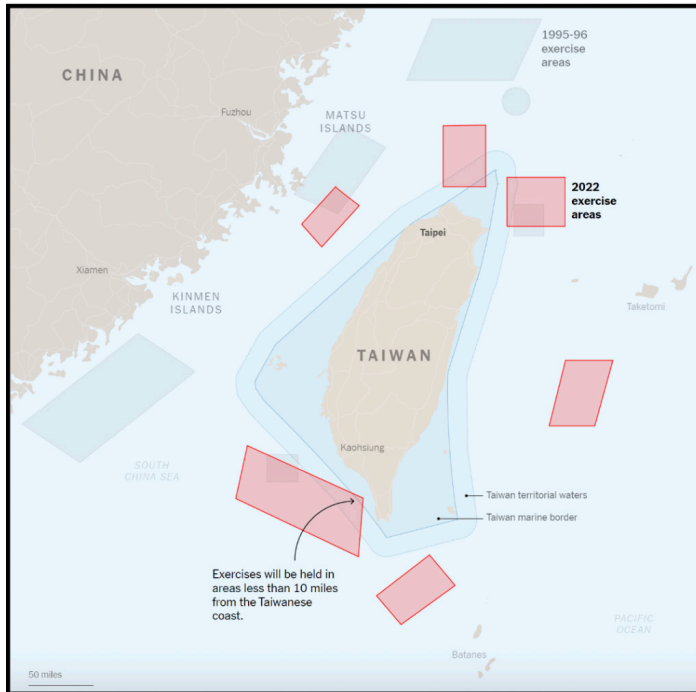 1995-96
exercise
areas
CHINA
Fuzhou
MATSU
ISLANDS
2022
exercise
areas
Taipei
Xiamen
KINMEN
ISLANDS
Taketomi
TAIWAN
Kaohsiung
SOUTH
CHINA SEA
Taiwan territorial waters
Taiwan marine border
Exercises will be held in
areas less than 10 miles
from the Taiwanese
coast.
PACIFIC
OCEAN
Batanes
50 miles